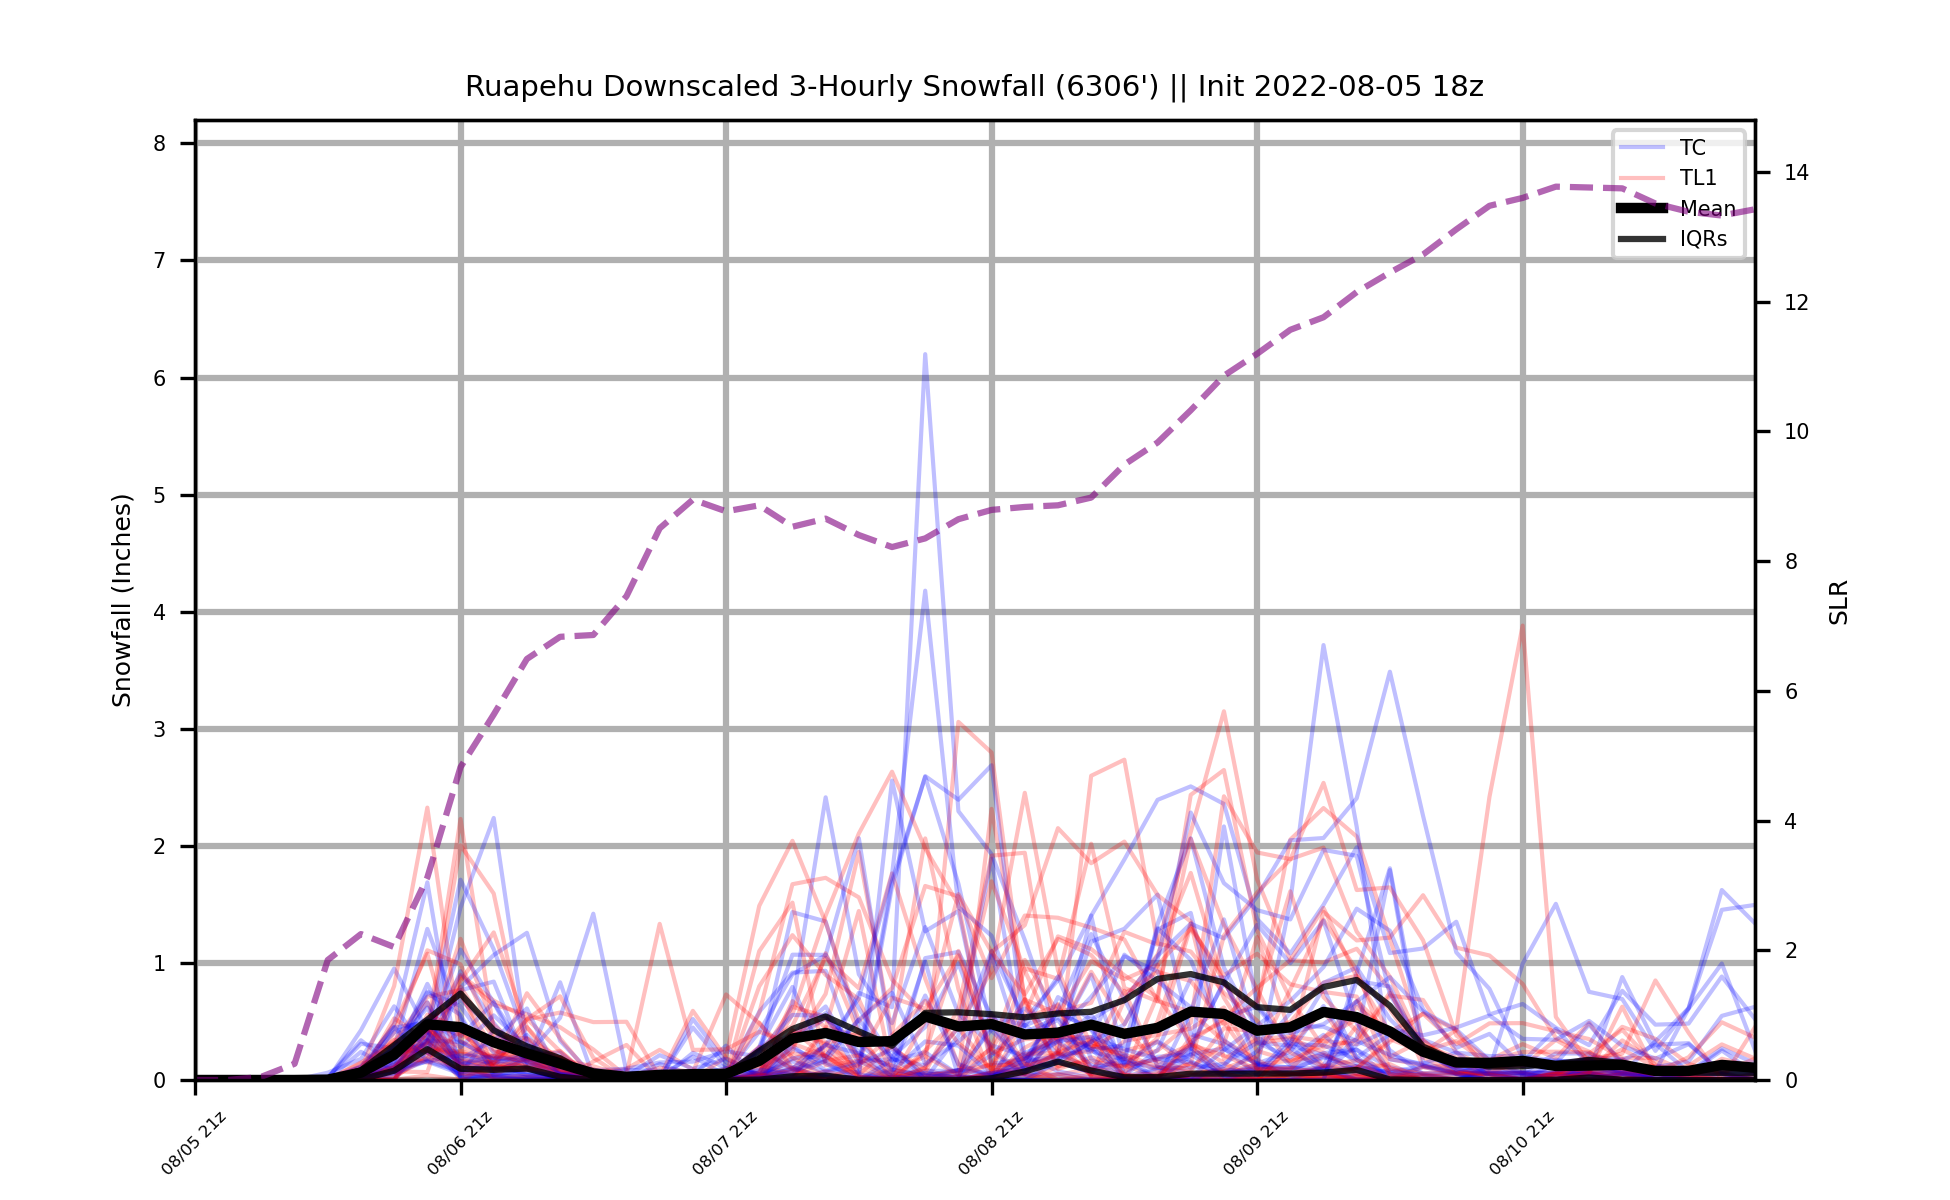 Ruapehu Downscaled 3-Hourly Snowfall (6306') || Init 2022-08-05 18z
TC
TL1
Mean
IQRs
Snowfall (Inches)
8
7
6
5
4
3
2
1
0
14
12
10
8
6
4
2
0
SLR
08/05 21z
08/06 21z
08/07 21z
08/08 21z
08/09 21z
08/10 21z